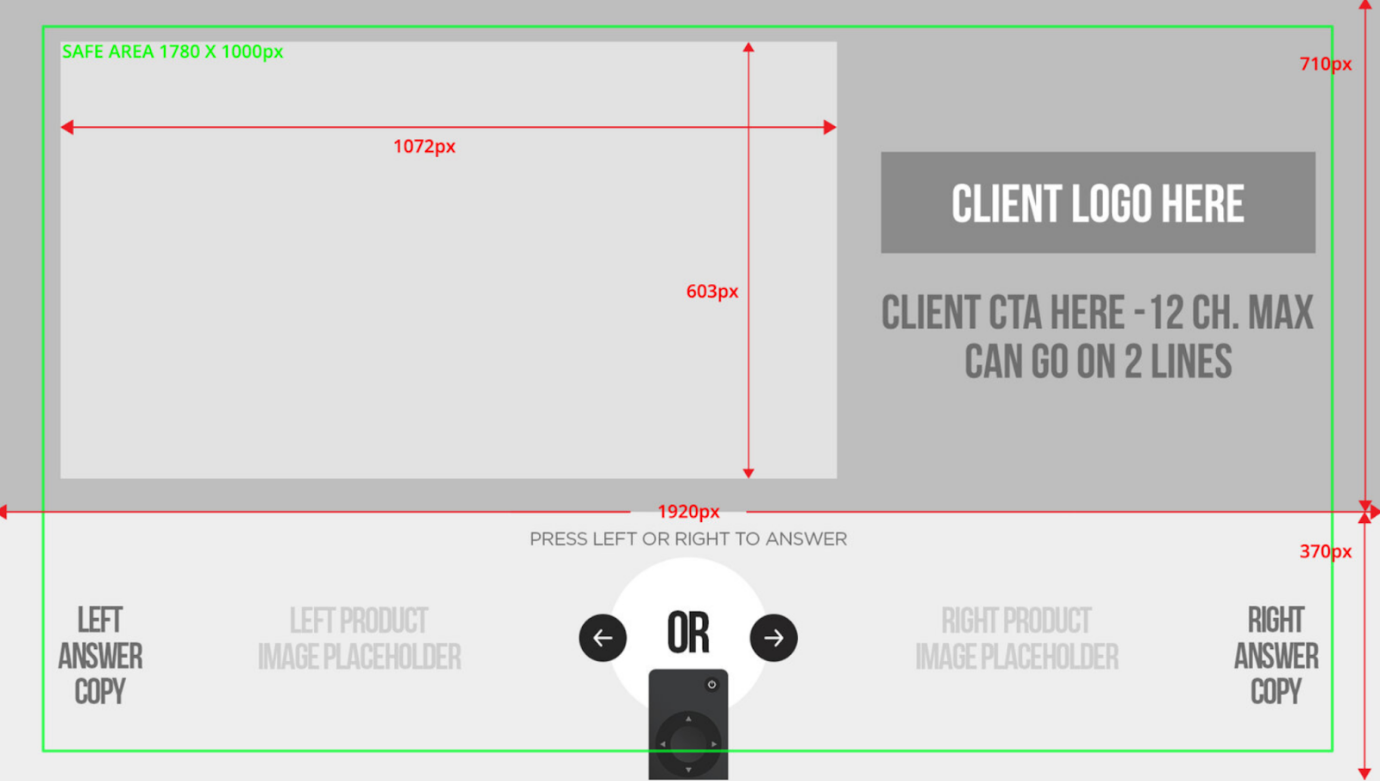 SAFE AREA 1780 X 1000px
710px
1072px
CLIENT LOGO HERE
603px
CLIENT CTA HERE - 12 CH. MAX
CAN GO ON 2 LINES
1920px
PRESS LEFT OR RIGHT TO ANSWER
370px
LEFT
ANSWER
COPY
LEFT PRODUCT
IMAGE PLACEHOLDER
OR
RIGHT PRODUCT
IMAGE PLACEHOLDER
RIGHT
ANSWER
COPY